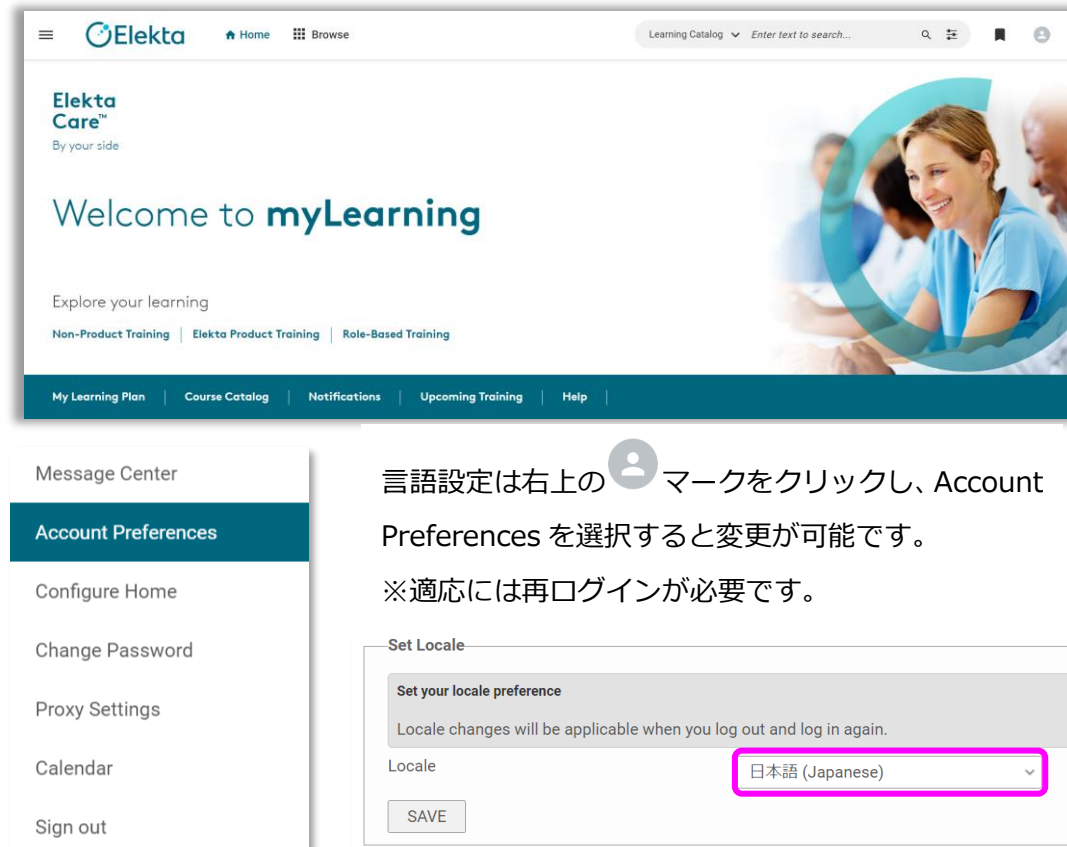 Elekta
Home
Browse
Learning Catalog
Enter text to search...
Elekta
Care™
By your side
Welcome to myLearning
Explore your learning
Non-Product Training
Elekta Product Training
Role-Based Training
My Learning Plan
Course Catalog
Notifications
Upcoming Training
Help
Message Center
Account Preferences
Configure Home
Change Password
Proxy Settings
Calendar
Sign out
言語設定は右上の マークをクリックし、Account
Preferences を選択すると変更が可能です。
※適応には再ログインが必要です。
Set Locale
Set your locale preference
Locale changes will be applicable when you log out and log in again.
Locale
日本語 (Japanese)
SAVE